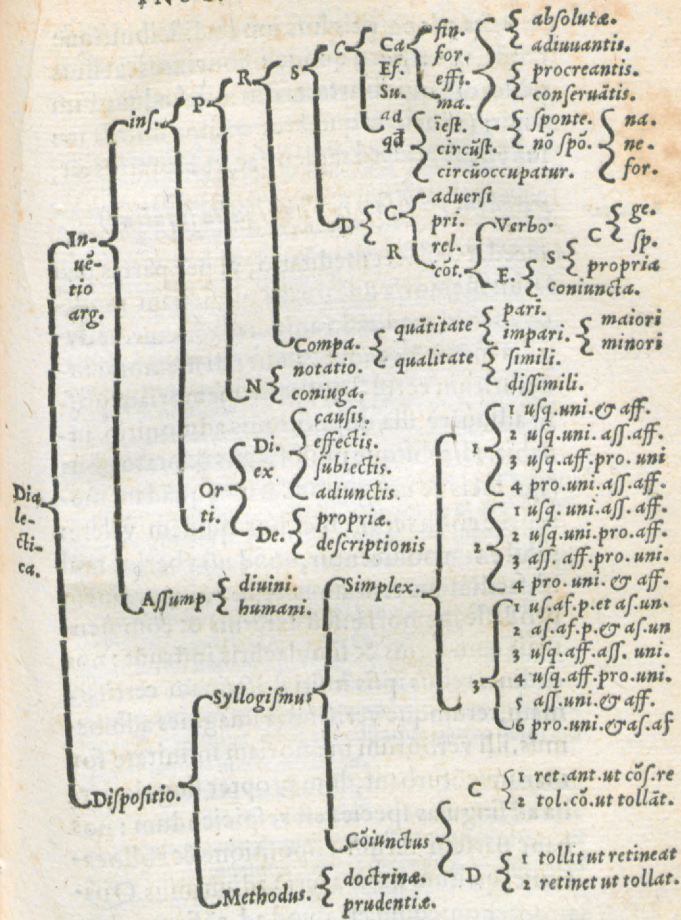 absolutæ.
Ca fin. adiuuantis.
C for.
Ef. effi. procreantis.
S Su. ma. conseruātis.
R ad iest. sponte. na.
P qđ circūst. nō spō. ne.
ins. circūoccupatur. for.
aduersi
D C pri. Verbo. ge.
In- rel. C sp.
uē- R cōt. S propria
tio F. coniuncta.
arg.
pari. maiori
Compa. quātitate impari. minori
notatio. qualitate simili.
N coniuga. dissimili.
causis. 1 usq. uni. & aff.
Di. effectis. 2 usq. uni. ass. aff.
ex subiectis. 1 3 usq. aff. pro. uni
Or adiunctis. 4 pro. uni. ass. aff.
Dia ti. propriæ. 1 usq. uni. ass. aff.
le- De. descriptionis 2 usq. uni. pro. aff.
cti- 2 3 ass. aff. pro. uni.
ca. diuini. Simplex. 4 pro. uni. & aff.
Assump humani. 1 us. af. p. et as. un.
2 as. af. p. & as. un
3 usq. aff. ass. uni.
3 4 usq. aff. pro. uni.
Syllogismus 5 ass. uni. & aff.
6 pro. uni. & as. af
Dispositio. C 1 ret. ant. ut cōs. re
2 tol. cō. ut tollāt.
Cōiunctus
doctrinæ. D 1 tollit ut retineat
Methodus. prudentiæ. 2 retinet ut tollat.